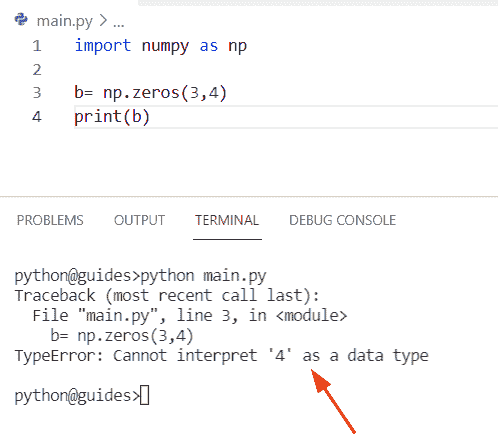 main.py > ...
1 import numpy as np
2
3 b= np.zeros(3,4)
4 print(b)
PROBLEMS OUTPUT TERMINAL DEBUG CONSOLE
python@guides>python main.py
Traceback (most recent call last):
  File "main.py", line 3, in <module>
    b= np.zeros(3,4)
TypeError: Cannot interpret '4' as a data type
python@guides>